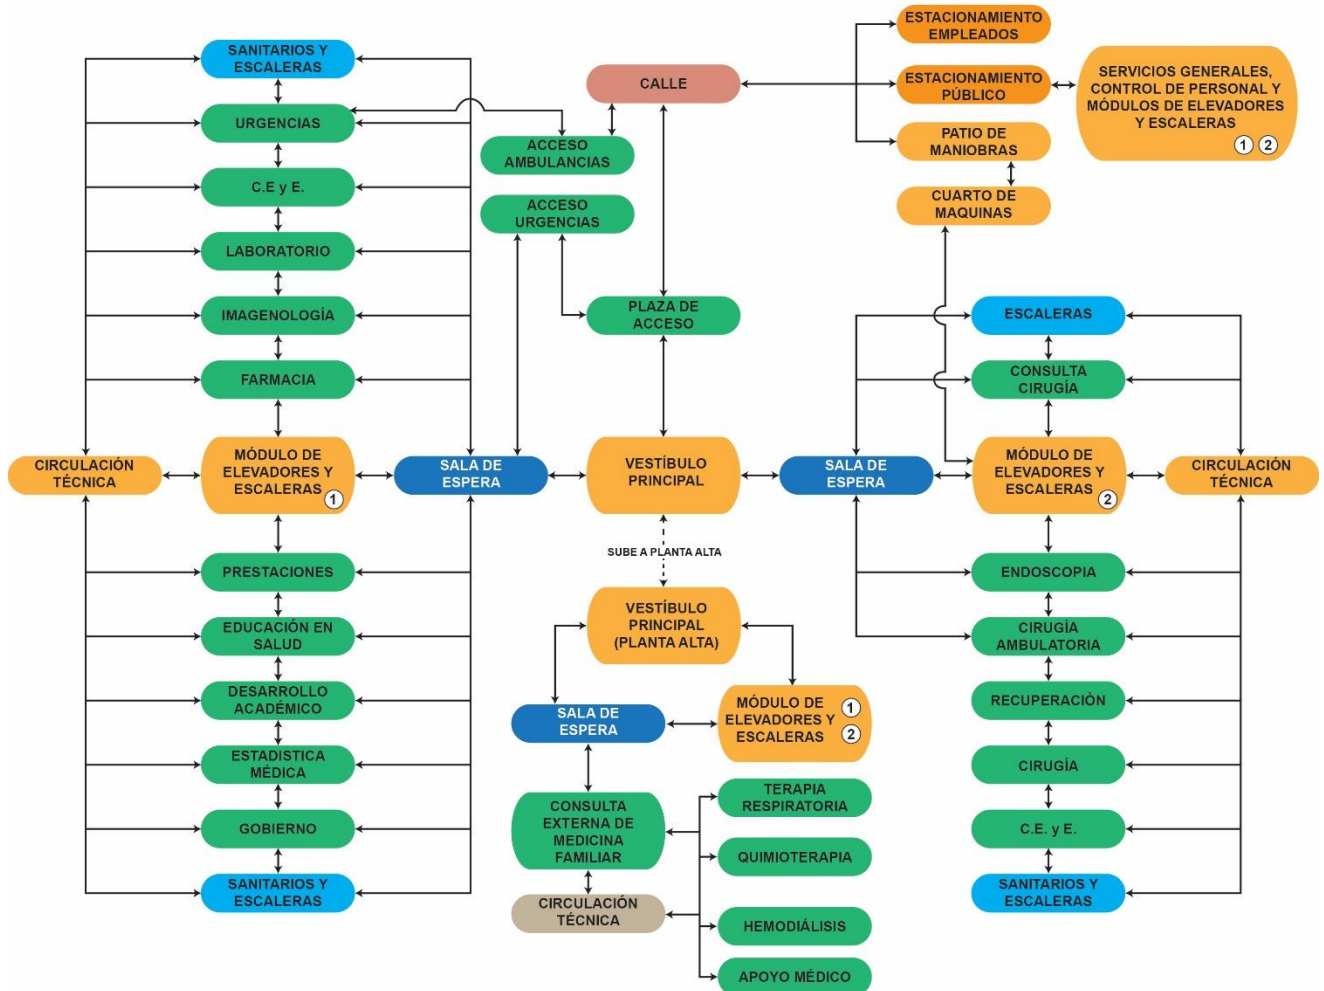 ESTACIONAMIENTO
EMPLEADOS
SANITARIOS Y
ESCALERAS
CALLE
ESTACIONAMIENTO
PÚBLICO
SERVICIOS GENERALES,
CONTROL DE PERSONAL Y
MÓDULOS DE ELEVADORES
Y ESCALERAS
1 2
URGENCIAS
ACCESO
AMBULANCIAS
PATIO DE
MANIOBRAS
C.E y E.
ACCESO
URGENCIAS
CUARTO DE
MAQUINAS
LABORATORIO
IMAGENOLOGÍA
PLAZA DE
ACCESO
ESCALERAS
FARMACIA
CONSULTA
CIRUGÍA
CIRCULACIÓN
TÉCNICA
MÓDULO DE
ELEVADORES Y
ESCALERAS
1
SALA DE
ESPERA
VESTÍBULO
PRINCIPAL
SALA DE
ESPERA
MÓDULO DE
ELEVADORES Y
ESCALERAS
2
CIRCULACIÓN
TÉCNICA
SUBE A PLANTA ALTA
PRESTACIONES
ENDOSCOPIA
VESTÍBULO
PRINCIPAL
(PLANTA ALTA)
EDUCACIÓN EN
SALUD
CIRUGÍA
AMBULATORIA
DESARROLLO
ACADÉMICO
SALA DE
ESPERA
MÓDULO DE
ELEVADORES Y
ESCALERAS
1
2
RECUPERACIÒN
ESTADISTICA
MÉDICA
CIRUGÍA
CONSULTA
EXTERNA DE
MEDICINA
FAMILIAR
TERAPIA
RESPIRATORIA
GOBIERNO
QUIMIOTERAPIA
C.E. y E.
SANITARIOS Y
ESCALERAS
CIRCULACIÓN
TÉCNICA
HEMODIÁLISIS
SANITARIOS Y
ESCALERAS
APOYO MÉDICO